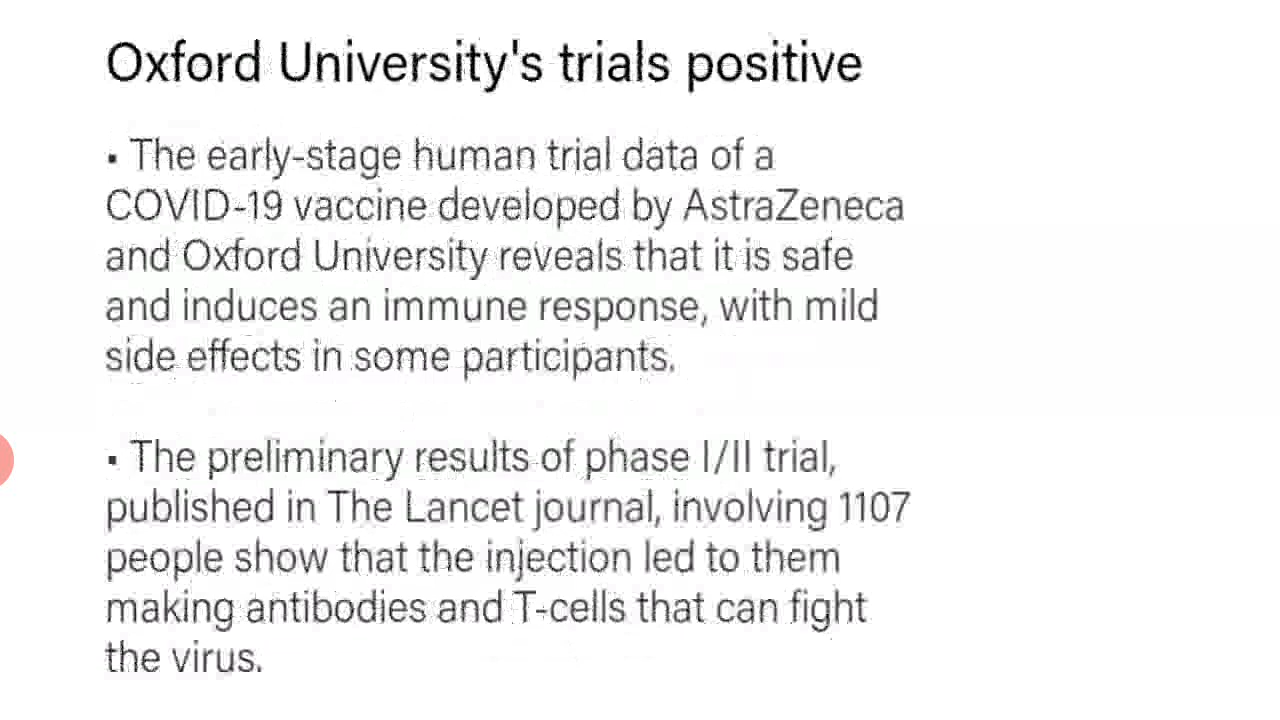 Oxford University's trials positive
▪ The early-stage human trial data of a
COVID-19 vaccine developed by AstraZeneca
and Oxford University reveals that it is safe
and induces an immune response, with mild
side effects in some participants.
▪ The preliminary results of phase I/II trial,
published in The Lancet journal, involving 1107
people show that the injection led to them
making antibodies and T-cells that can fight
the virus.